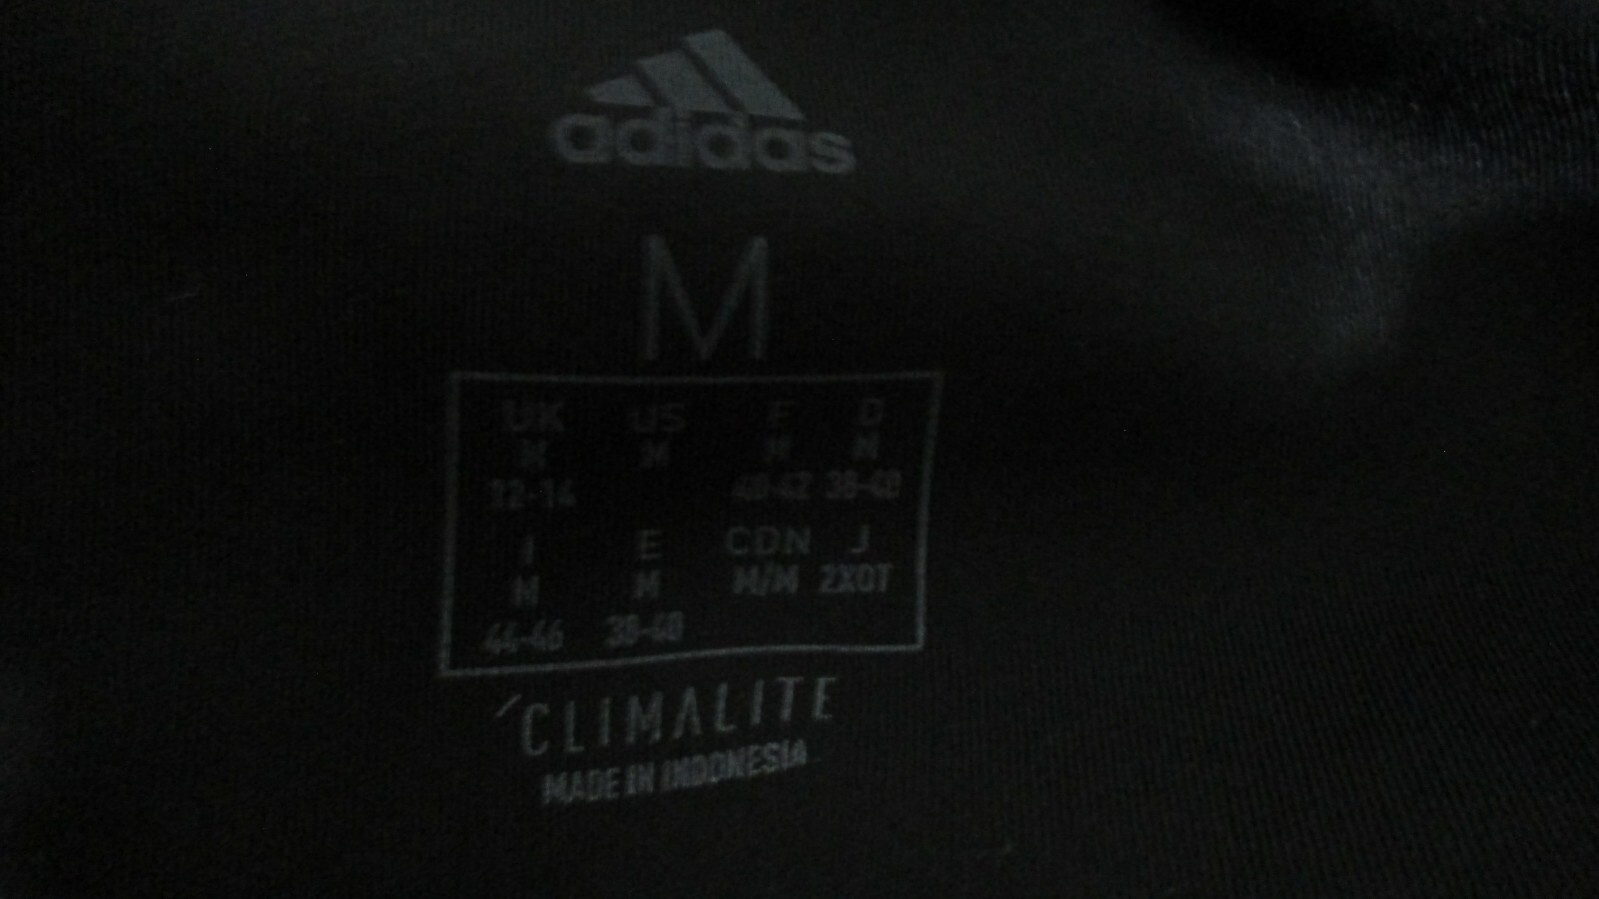 adidas
M
UK US F D
M M M M
12-14 40-42 38-40
I E CDN J
M M M/M 2XOT
44-46 38-40
CLIMALITE
MADE IN INDONESIA